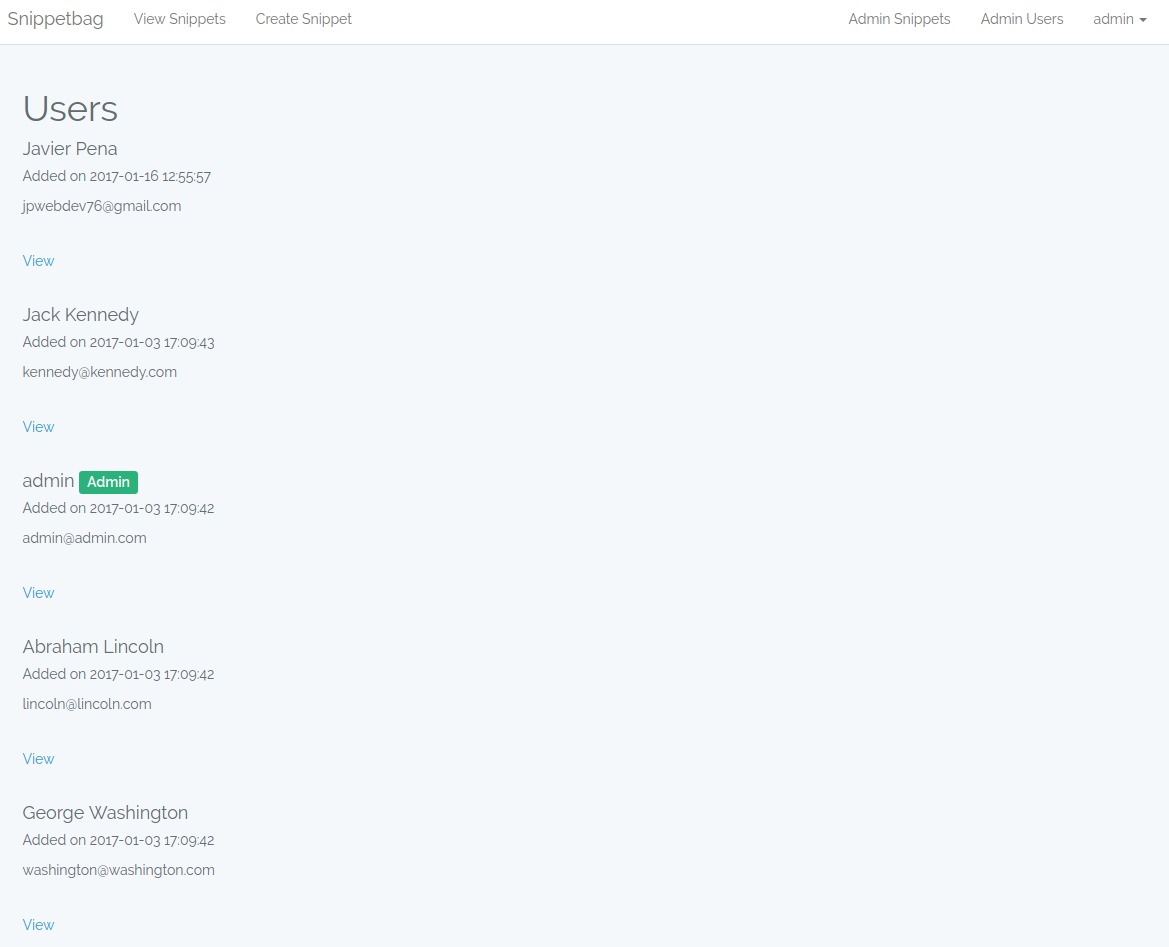 Snippetbag View Snippets Create Snippet Admin Snippets Admin Users admin
Users
Javier Pena
Added on 2017-01-16 12:55:57
jpwebdev76@gmail.com
View
Jack Kennedy
Added on 2017-01-03 17:09:43
kennedy@kennedy.com
View
admin Admin
Added on 2017-01-03 17:09:42
admin@admin.com
View
Abraham Lincoln
Added on 2017-01-03 17:09:42
lincoln@lincoln.com
View
George Washington
Added on 2017-01-03 17:09:42
washington@washington.com
View